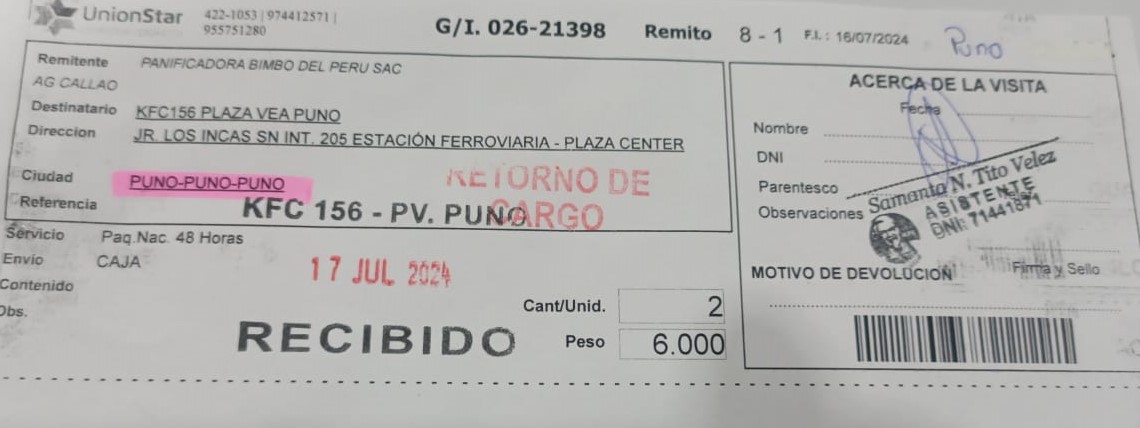 UnionStar 422-1053 | 974412571 |
955751280
G/I. 026-21398 Remito 8 - 1 F.I. : 16/07/2024 Puno
Remitente PANIFICADORA BIMBO DEL PERU SAC
AG CALLAO
Destinatario KFC156 PLAZA VEA PUNO
Direccion JR. LOS INCAS SN INT. 205 ESTACIÓN FERROVIARIA - PLAZA CENTER
Ciudad PUNO-PUNO-PUNO
RETORNO DE
CARGO
Referencia KFC 156 - PV. PUNO
Servicio Paq.Nac. 48 Horas
Envío CAJA
17 JUL 2024
Contenido
Obs.
Cant/Unid. 2
RECIBIDO
Peso 6.000
ACERCA DE LA VISITA
Fecha
Nombre
DNI
Parentesco
Observaciones
Samanta N. Tito Velez
ASISTENTE
DNI: 71441871
MOTIVO DE DEVOLUCION Firma y Sello